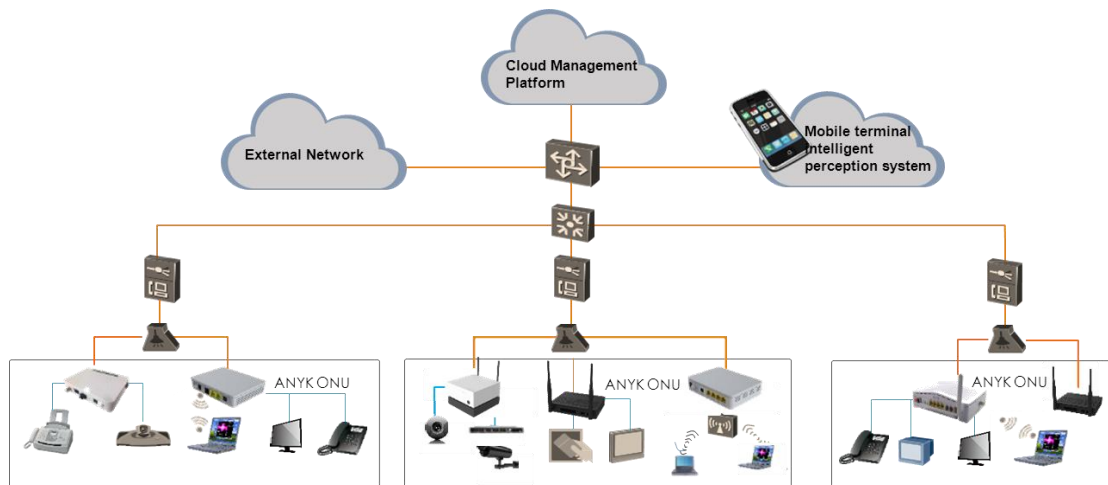 Cloud Management
Platform
External Network
Mobile terminal
Intelligent
perception system
ANYK ONU
ANYK ONU
ANYK ONU